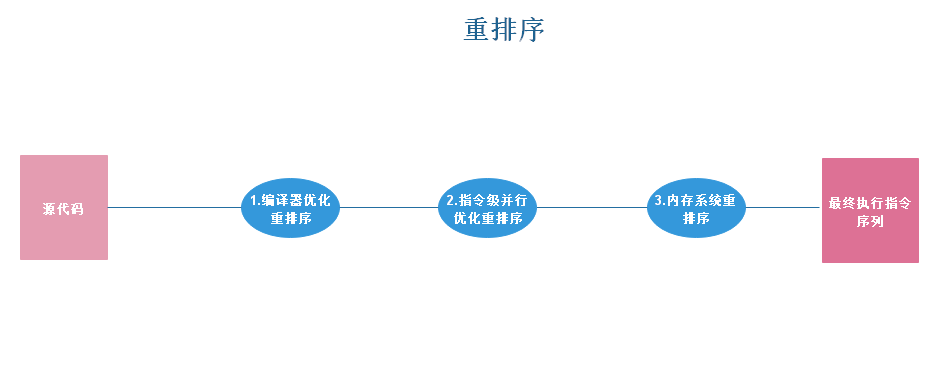 重排序
源代码
1.编译器优化
重排序
2.指令级并行
优化重排序
3.内存系统重
排序
最终执行指令
序列